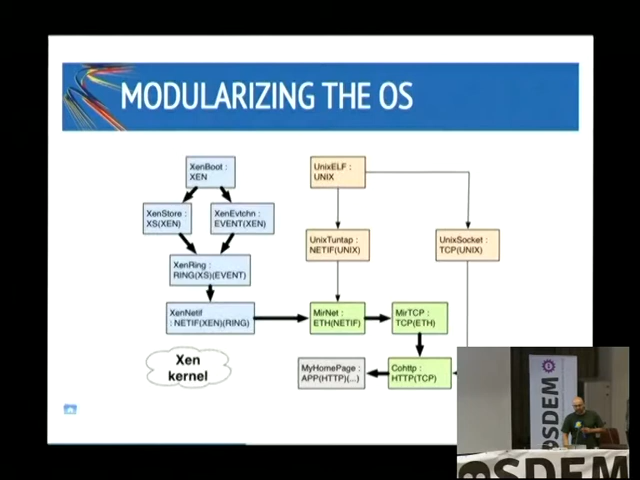 MODULARIZING THE OS
XenBoot :
XEN
UnixELF :
UNIX
XenStore :
XS(XEN)
XenEvtchn :
EVENT(XEN)
UnixTuntap :
NETIF(UNIX)
UnixSocket :
TCP(UNIX)
XenRing :
RING(XS)(EVENT)
XenNetif
: NETIF(XEN)(RING)
MirNet :
ETH(NETIF)
MirTCP :
TCP(ETH)
Xen
kernel
MyHomePage :
APP(HTTP)(...)
Cohttp :
HTTP(TCP)
OSDEM
OSDEM